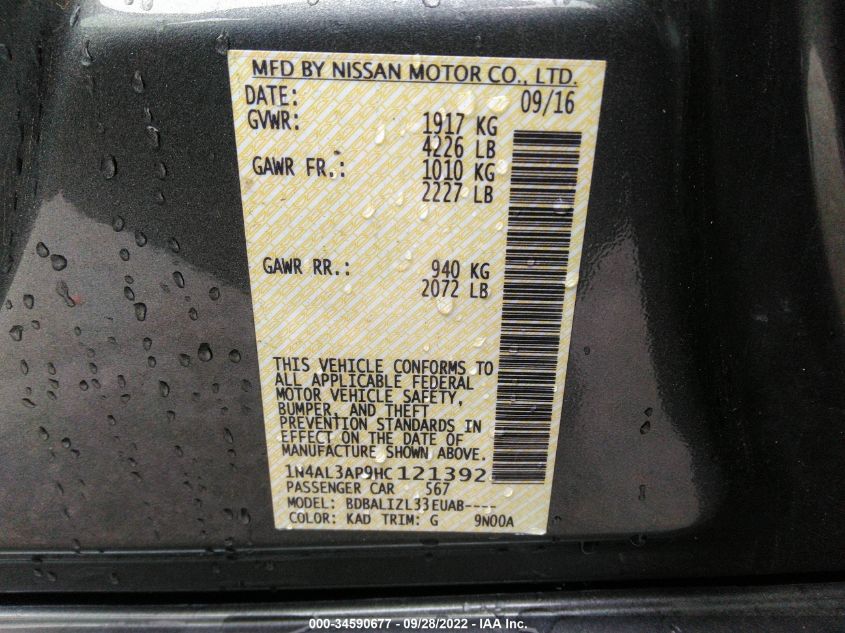 MFD BY NISSAN MOTOR CO., LTD.
DATE: 09/16
GVWR: 1917 KG
4226 LB
GAWR FR.: 1010 KG
2227 LB
GAWR RR.: 940 KG
2072 LB
THIS VEHICLE CONFORMS TO
ALL APPLICABLE FEDERAL
MOTOR VEHICLE SAFETY,
BUMPER, AND THEFT
PREVENTION STANDARDS IN
EFFECT ON THE DATE OF
MANUFACTURE SHOWN ABOVE.
1N4AL3AP9HC121392
PASSENGER CAR 567
MODEL: BDBALIZL33EUAB----
COLOR: KAD TRIM: G 9N00A
000-34590677 - 09/28/2022 - IAA Inc.